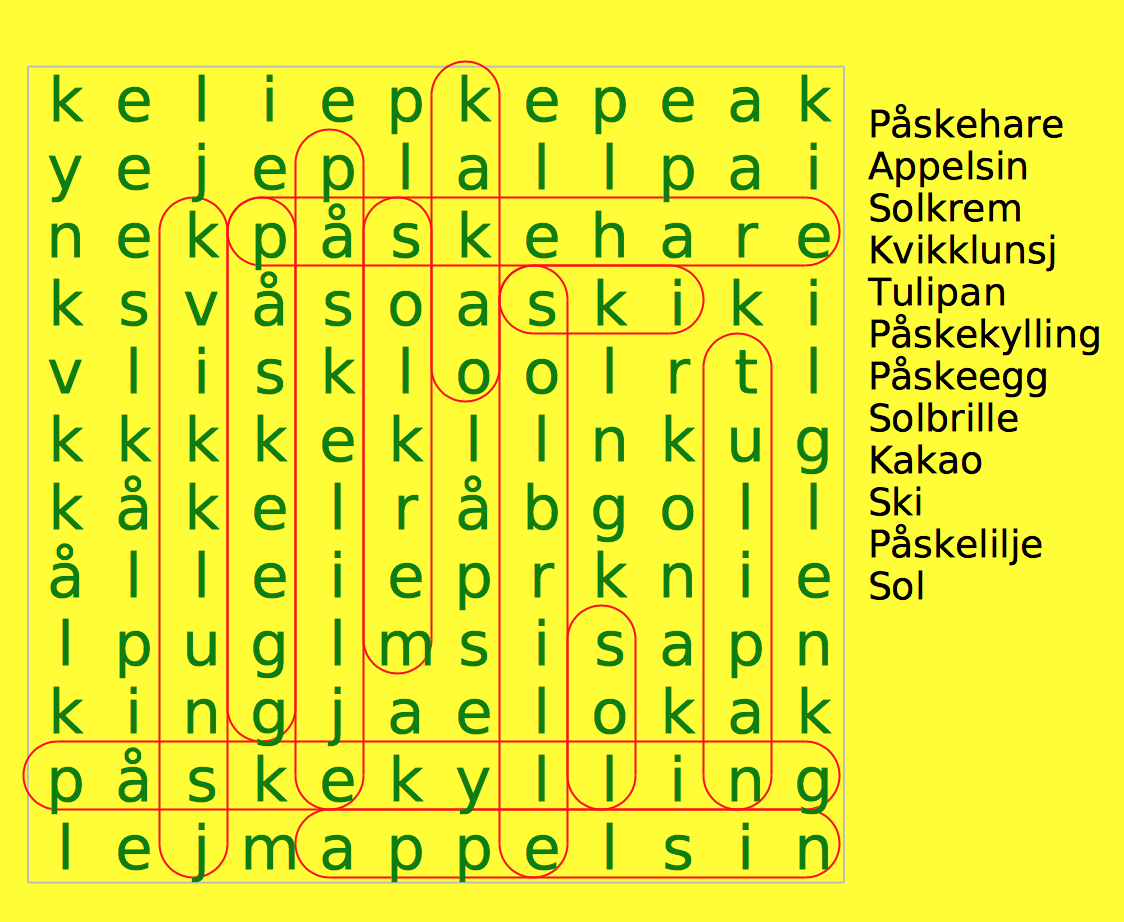 k e l i e p k e p e a k
y e j e p l a l l p a i
n e k p å s k e h a r e
k s v å s o a s k i k i
v l i s k l o o l r t l
k k k k e k l l n k u g
k å k e l r å b g o l l
å l l e i e p r k n i e
l p u g l m s i s a p n
k i n g j a e l o k a k
p å s k e k y l l i n g
l e j m a p p e l s i n
Påskehare
Appelsin
Solkrem
Kvikklunsj
Tulipan
Påskekylling
Påskeegg
Solbrille
Kakao
Ski
Påskelilje
Sol